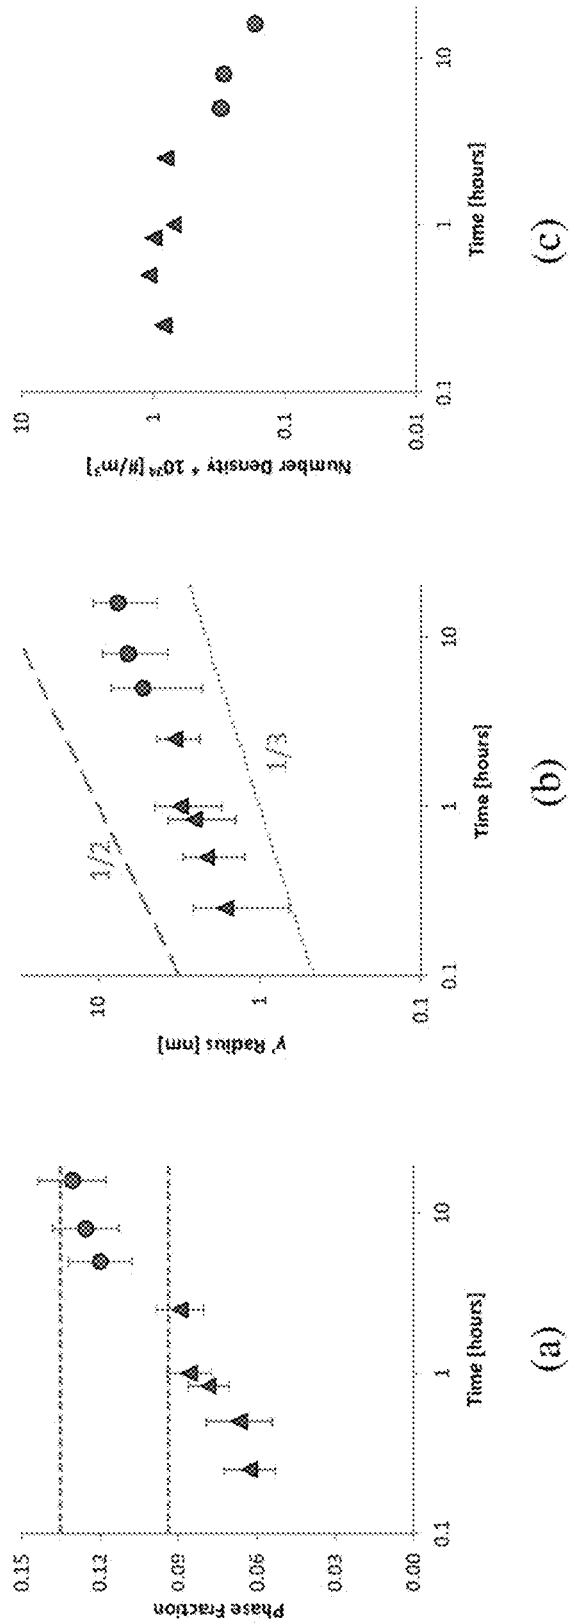 0.15
0.12
0.09
0.06
0.03
0.00
Phase Fraction
0.1
1
10
Time [hours]
(a)
10
1
0.1
γ' Radius [nm]
1/2
1/3
0.1
1
10
Time [hours]
(b)
10
1
0.1
0.01
Number Density * 10²⁴ [#/m³]
0.1
1
10
Time [hours]
(c)